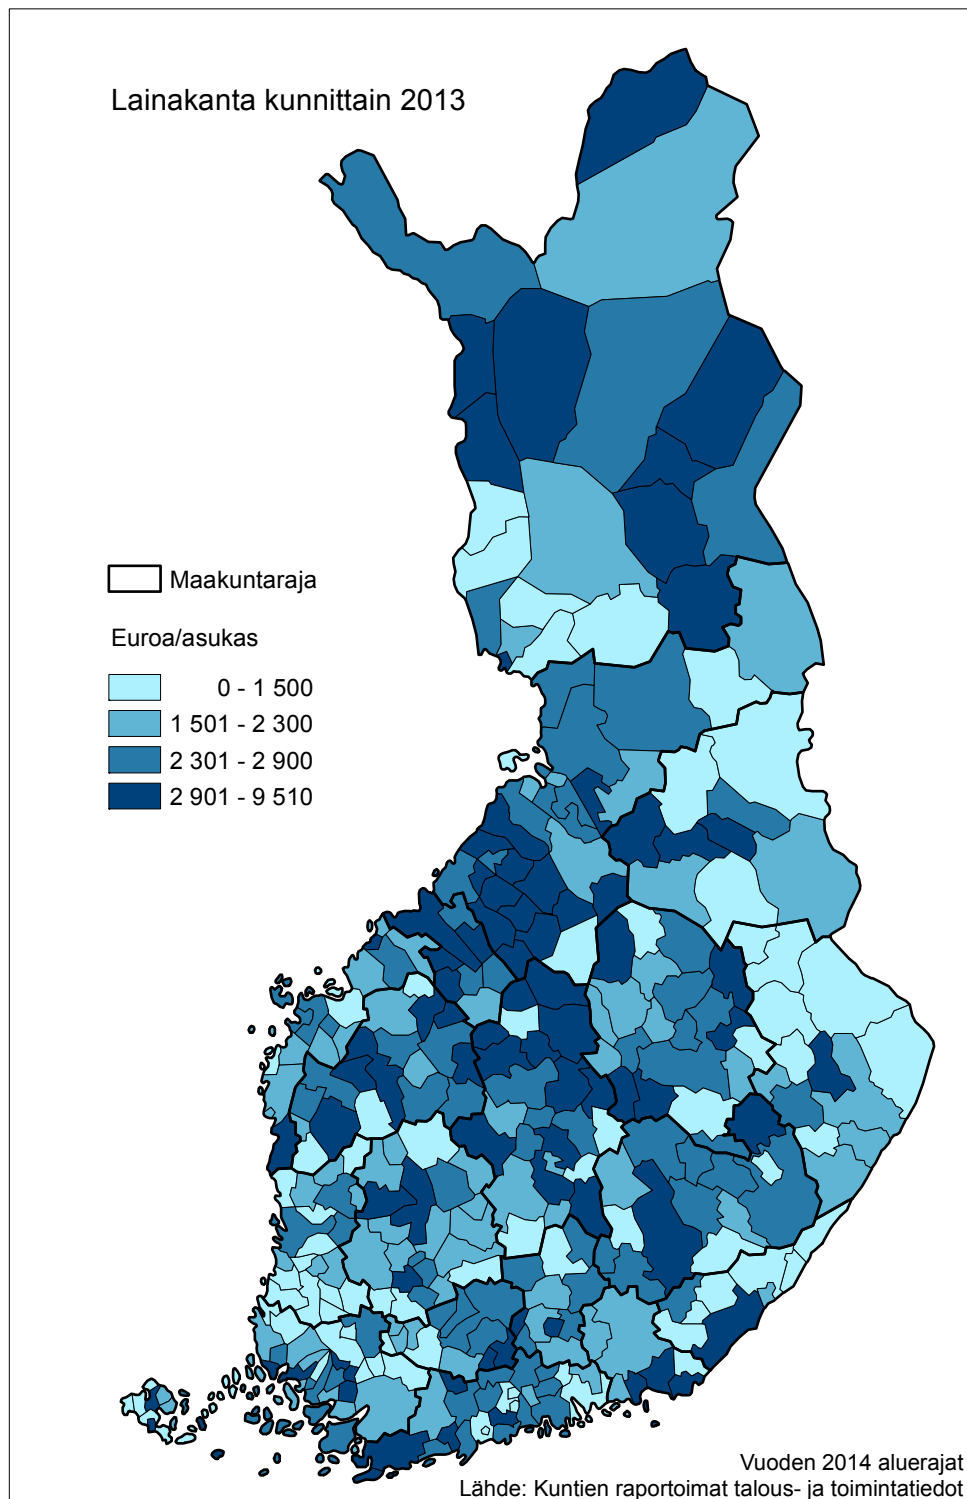 Lainakanta kunnittain 2013
Maakuntaraja
Euroa/asukas
0 - 1 500
1 501 - 2 300
2 301 - 2 900
2 901 - 9 510
Vuoden 2014 aluerajat
Lähde: Kuntien raportoimat talous- ja toimintatiedot